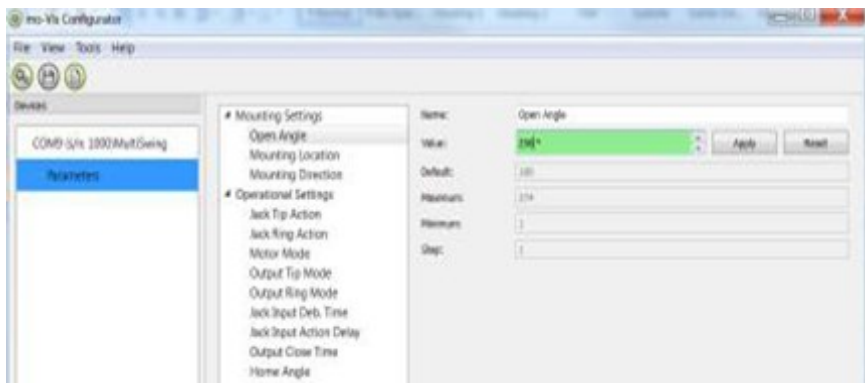 mo-Vis Configurator
File View Tools Help
Devices
COM9 (s/n: 1000)MultiSwing
Parameters
Mounting Settings
Open Angle
Mounting Location
Mounting Direction
Operational Settings
Jack Tip Action
Jack Ring Action
Motor Mode
Output Tip Mode
Output Ring Mode
Jack Input Deb. Time
Jack Input Action Delay
Output Close Time
Home Angle
Name: Open Angle
Value: Apply Reset
Default:
Maximum:
Minimum:
Step: 1